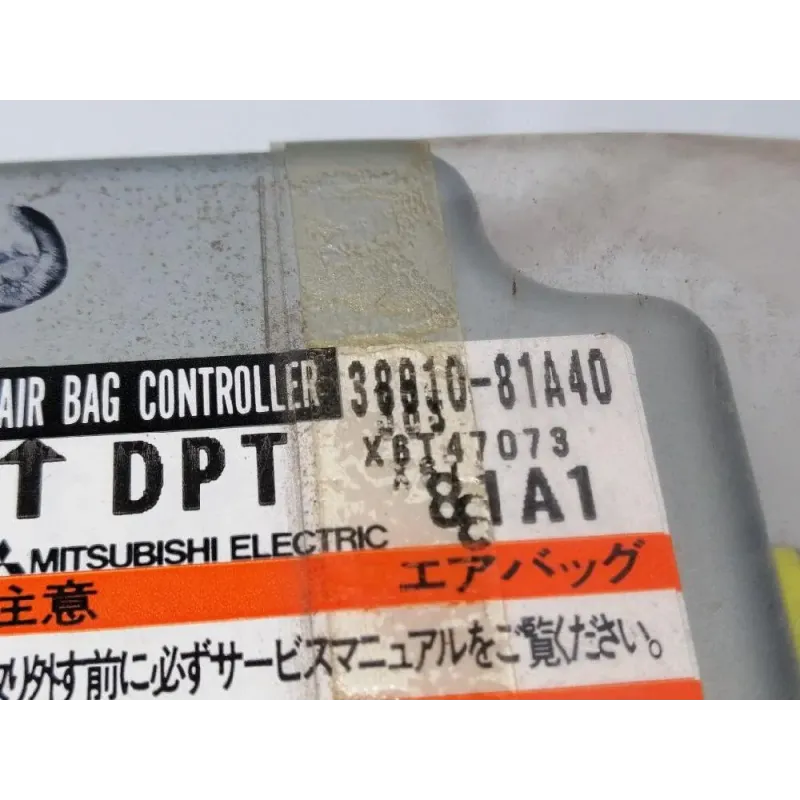 AIR BAG CONTROLLER 38910-81A40
X6T47073
↑ DPT 81A1
MITSUBISHI ELECTRIC
注意 エアバッグ
取り外す前に必ずサービスマニュアルをご覧ください。